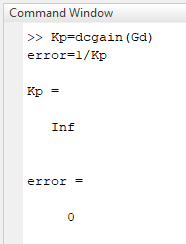 Command Window
>> Kp=dcgain(Gd)
error=1/Kp
Kp =
Inf
error =
0